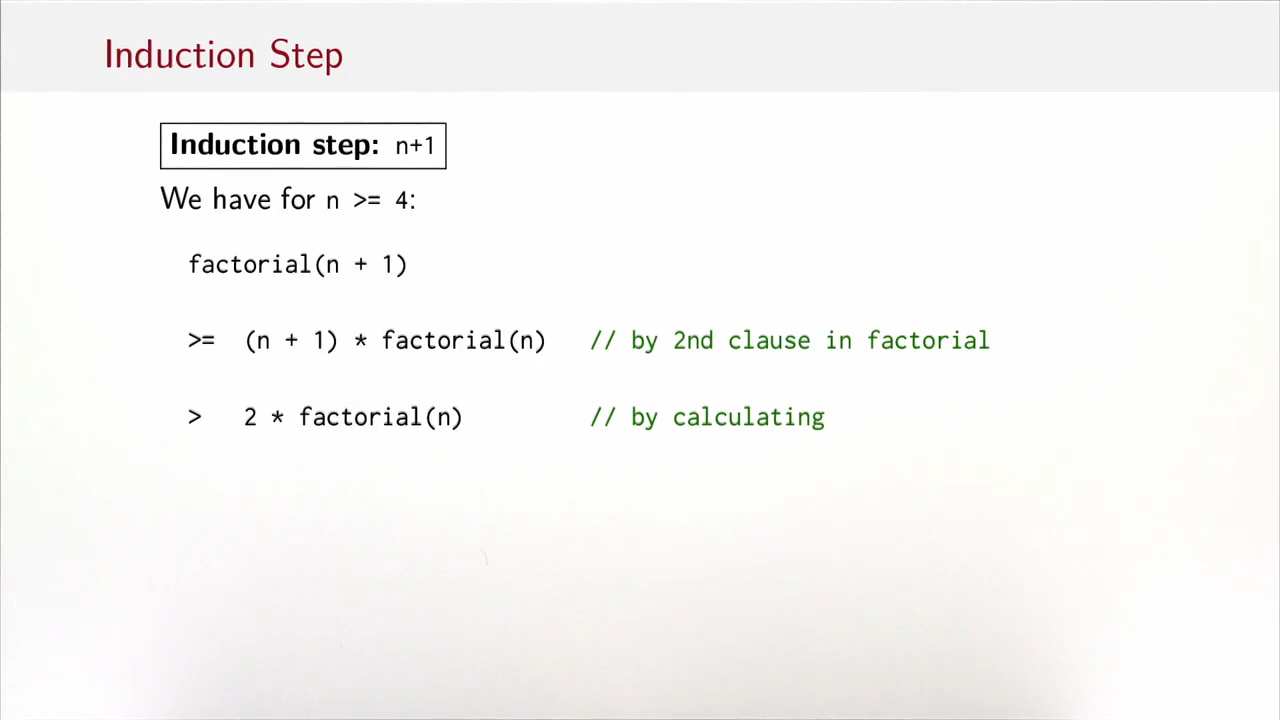 Induction Step
Induction step: n+1
We have for n >= 4:
factorial(n + 1)
>= (n + 1) * factorial(n) // by 2nd clause in factorial
> 2 * factorial(n) // by calculating